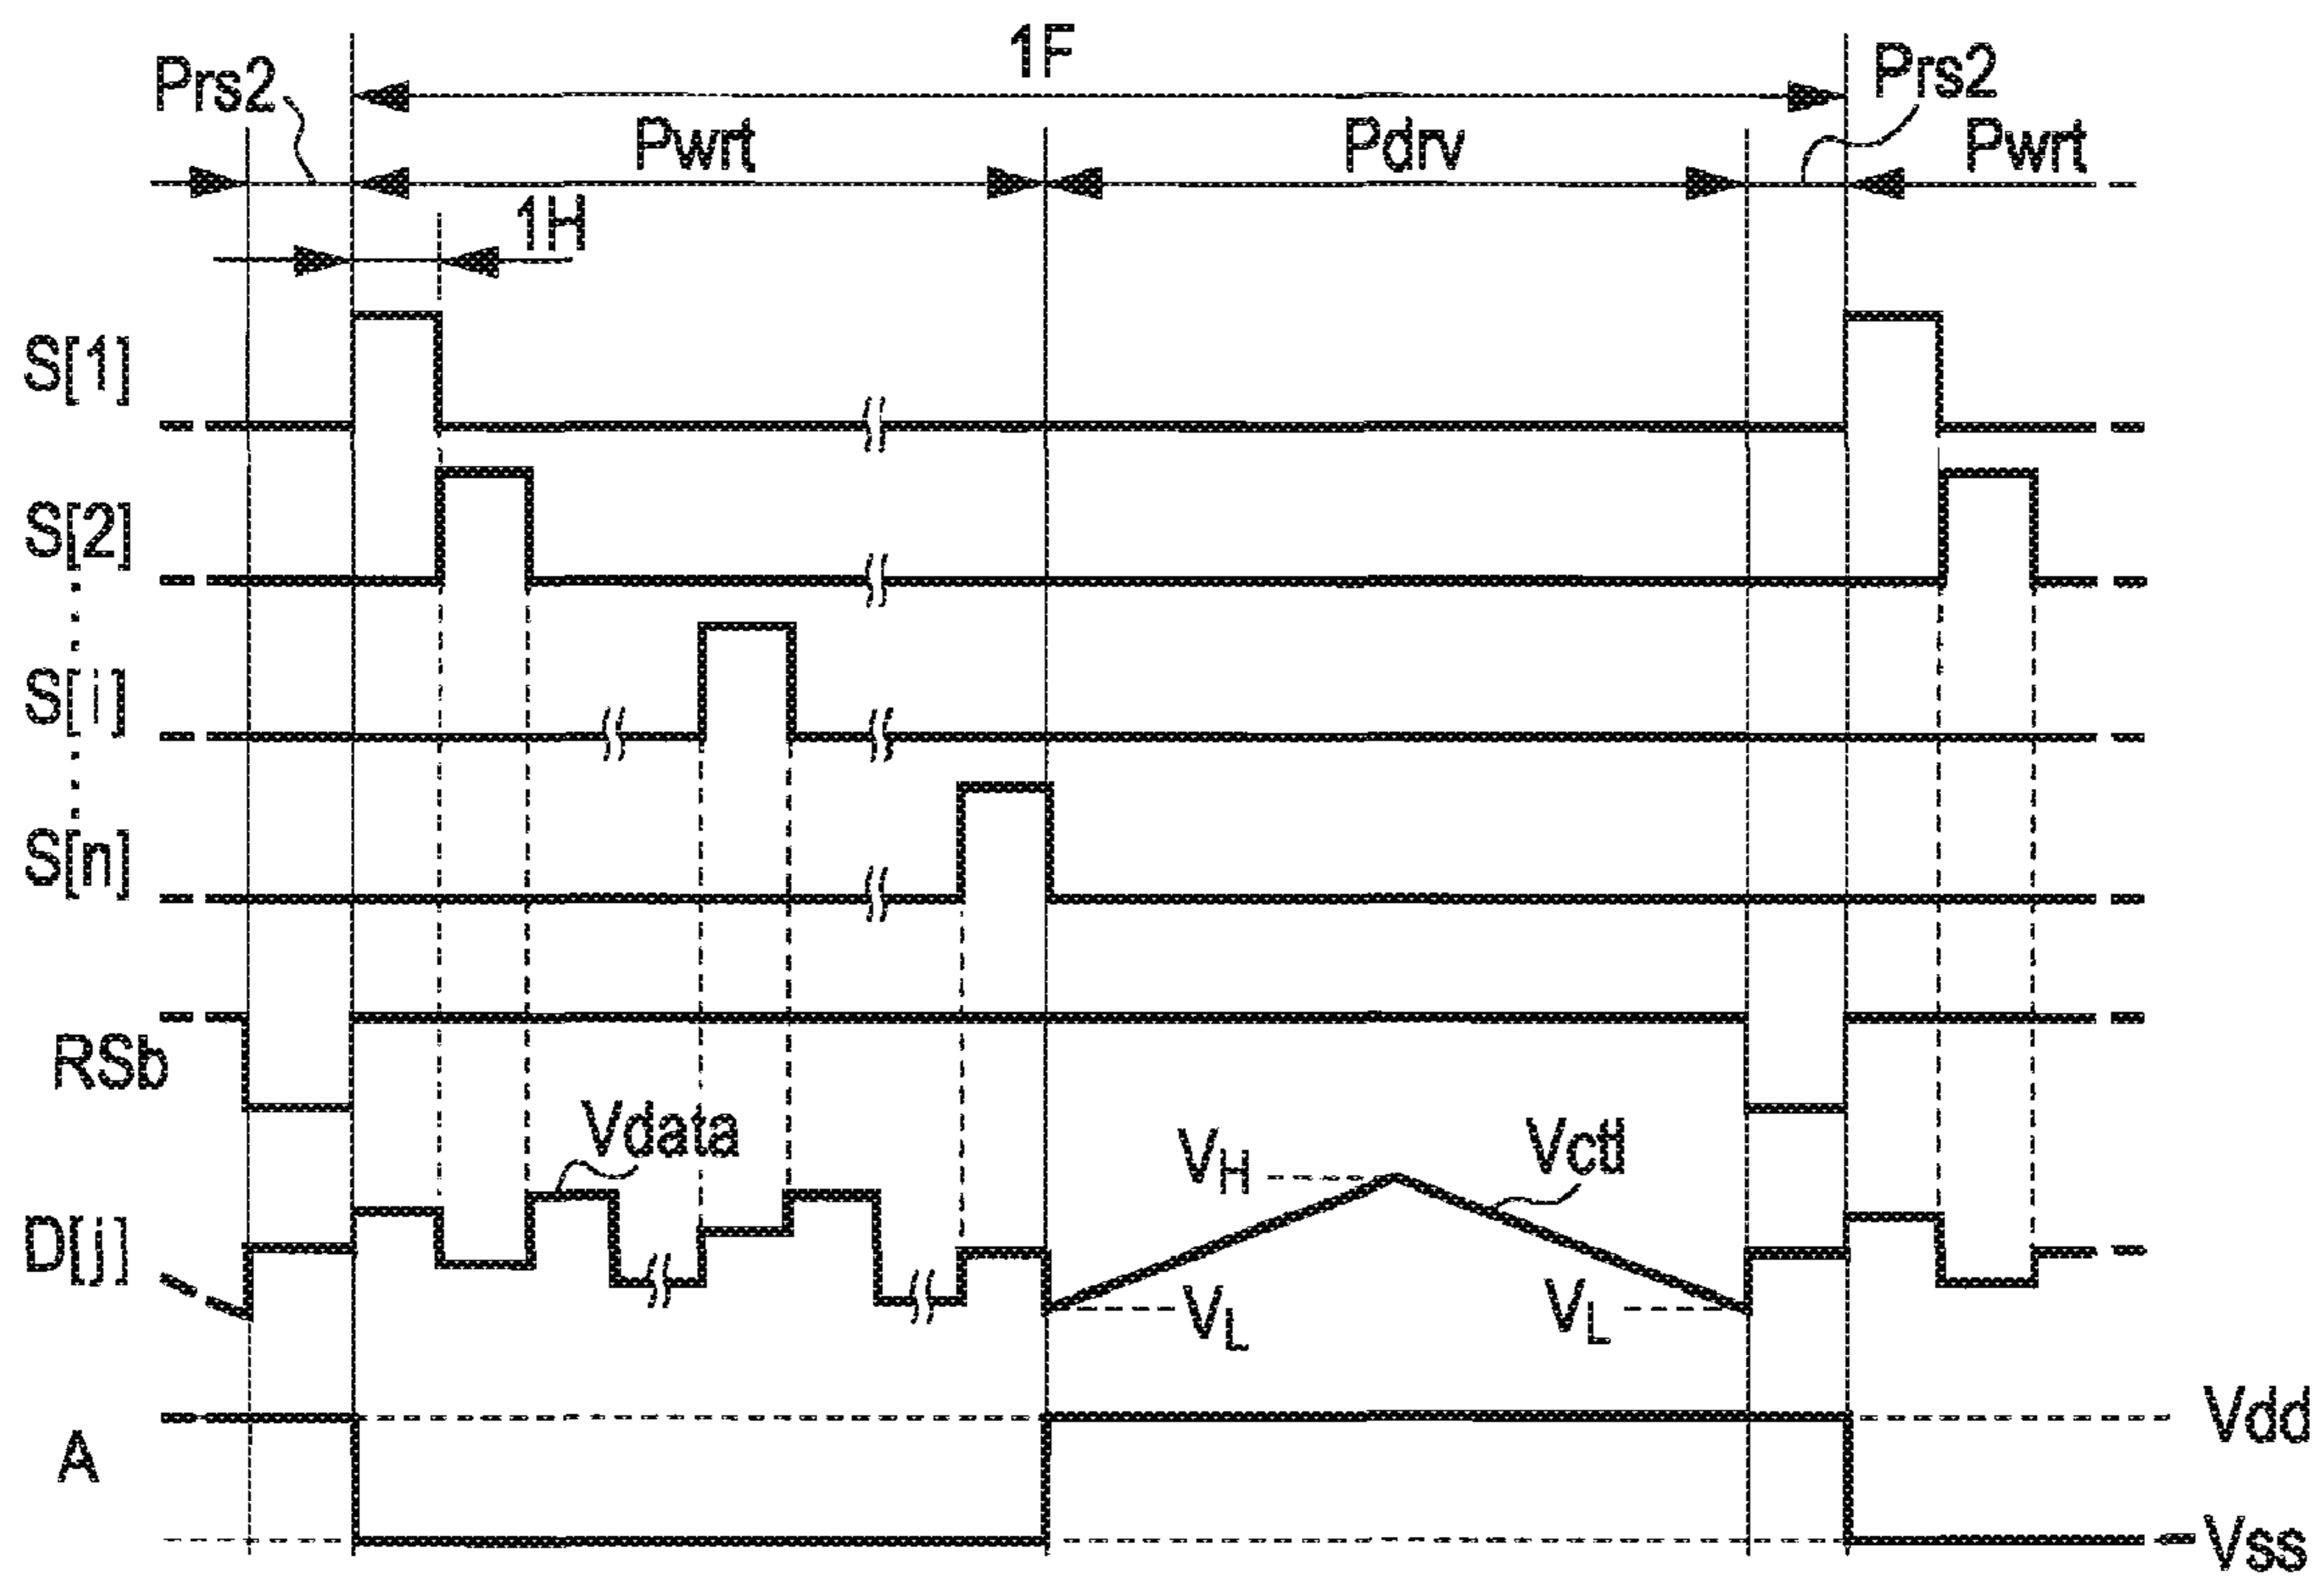 1F
Prs2
Prs2
Pwrt
Pdrv
Pwrt
1H
S[1]
S[2]
S[i]
S[n]
RSb
Vdata
VH
Vctl
D[j]
VL
VL
Vdd
A
Vss